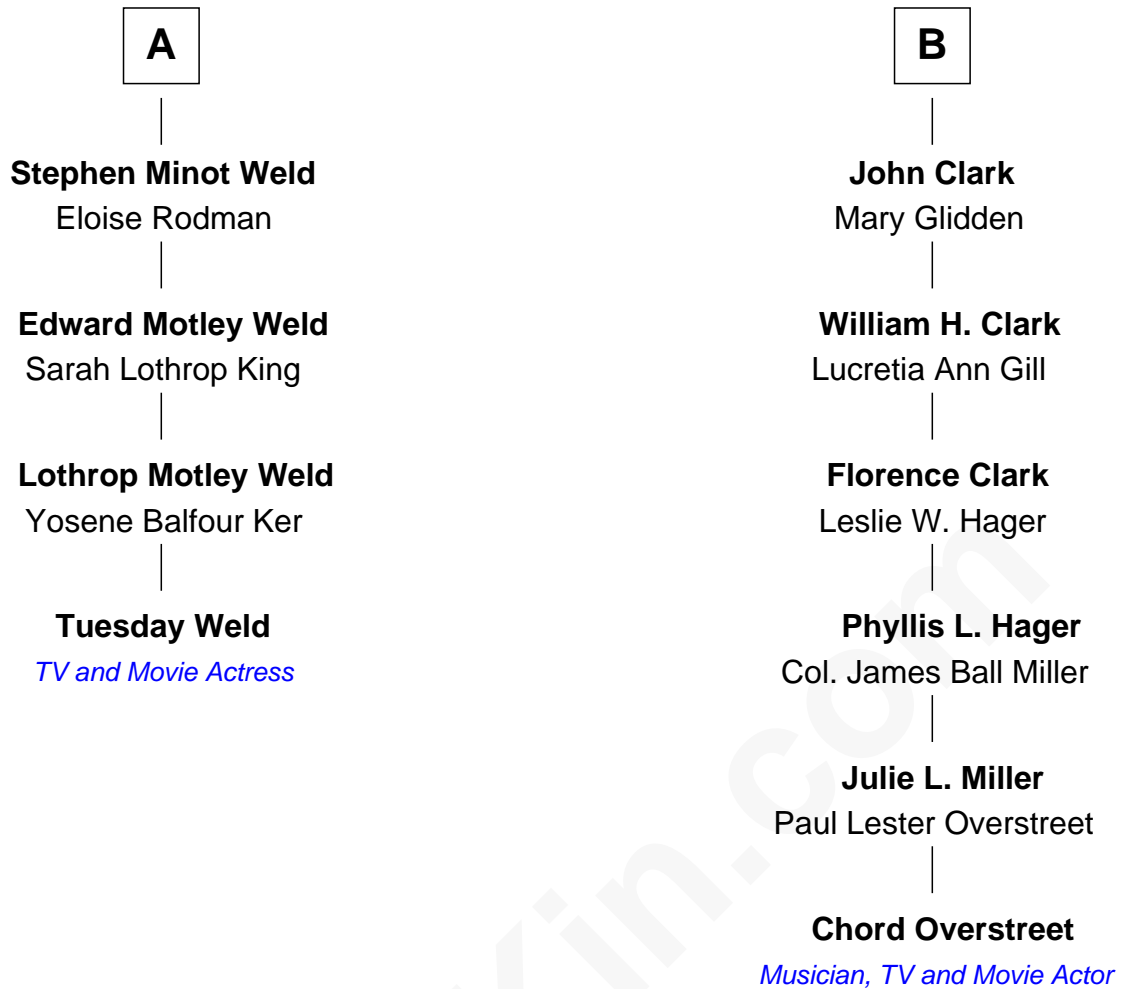 A
Stephen Minot Weld
Eloise Rodman
Edward Motley Weld
Sarah Lothrop King
Lothrop Motley Weld
Yosene Balfour Ker
Tuesday Weld
TV and Movie Actress
B
John Clark
Mary Glidden
William H. Clark
Lucretia Ann Gill
Florence Clark
Leslie W. Hager
Phyllis L. Hager
Col. James Ball Miller
Julie L. Miller
Paul Lester Overstreet
Chord Overstreet
Musician, TV and Movie Actor
Kin.com